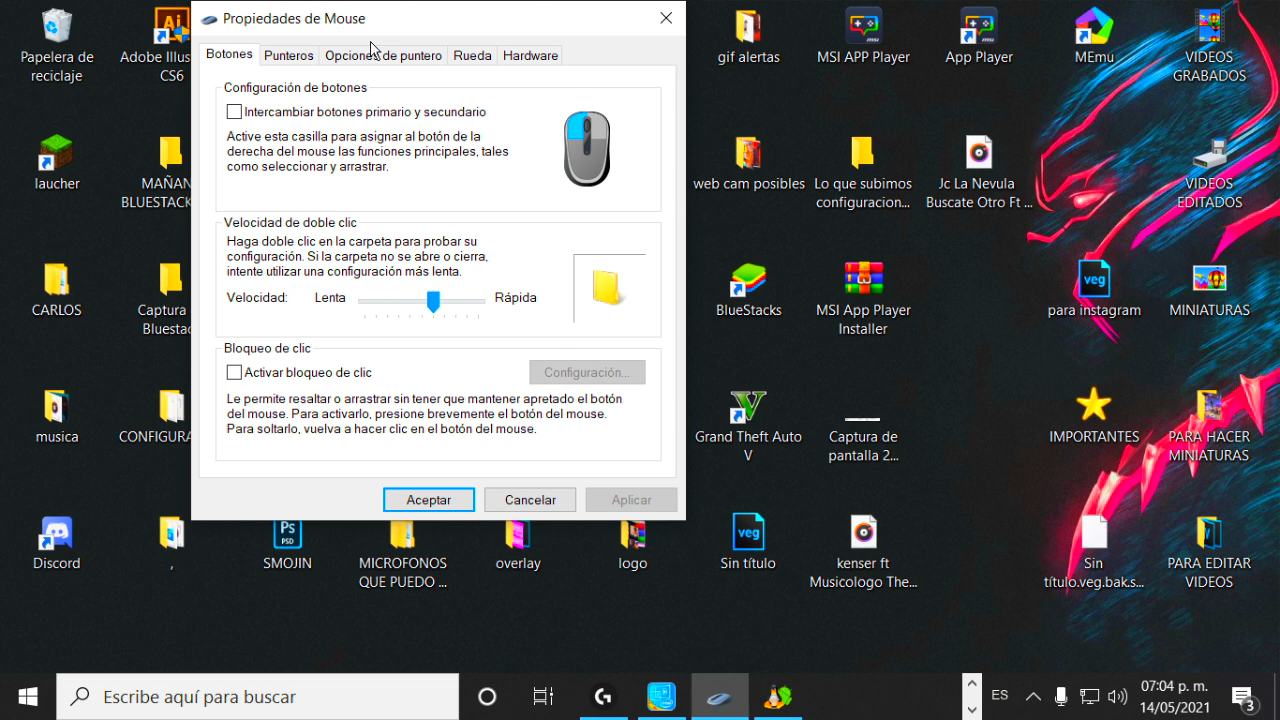 Propiedades de Mouse
Botones
Punteros
Opciones de puntero
Rueda
Hardware
Configuración de botones
Intercambiar botones primario y secundario
Active esta casilla para asignar al botón de la
derecha del mouse las funciones principales, tales
como seleccionar y arrastrar.
Velocidad de doble clic
Haga doble clic en la carpeta para probar su
configuración. Si la carpeta no se abre o cierra,
intente utilizar una configuración más lenta.
Velocidad:
Lenta
Rápida
Bloqueo de clic
Activar bloqueo de clic
Configuración...
Le permite resaltar o arrastrar sin tener que mantener apretado el botón
del mouse. Para activarlo, presione brevemente el botón del mouse.
Para soltarlo, vuelva a hacer clic en el botón del mouse.
Aceptar
Cancelar
Aplicar
Papelera de
reciclaje
Ai
Adobe Illus
CS6
gif alertas
MSI APP Player
App Player
MEmu
VIDEOS
GRABADOS
laucher
MAÑAN
BLUESTACK
web cam posibles
Lo que subimos
configuracion...
Jc La Nevula
Buscate Otro Ft ...
VIDEOS
EDITADOS
CARLOS
Captura
Bluestac
BlueStacks
MSI App Player
Installer
veg
para instagram
MINIATURAS
musica
CONFIGURA
Grand Theft Auto
V
Captura de
pantalla 2...
IMPORTANTES
PARA HACER
MINIATURAS
Discord
,
Ps
PSD
SMOJIN
MICROFONOS
QUE PUEDO ...
overlay
logo
veg
Sin título
kenser ft
Musicologo The...
Sin
título.veg.bak.s...
PARA EDITAR
VIDEOS
Escribe aquí para buscar
ES
07:04 p. m.
14/05/2021
3